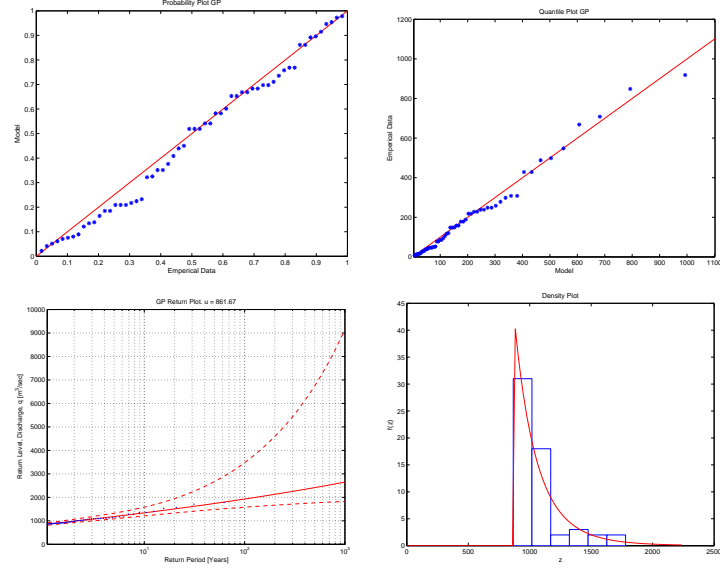 Probability Plot GP
1
0.9
0.8
0.7
0.6
0.5
0.4
0.3
0.2
0.1
0
Model
0 0.1 0.2 0.3 0.4 0.5 0.6 0.7 0.8 0.9 1
Emperical Data
Quantile Plot GP
1200
1000
800
600
400
200
0
Emperical Data
0 100 200 300 400 500 600 700 800 900 1000 1100
Model
GP Return Plot. u = 861.67
10000
9000
8000
7000
6000
5000
4000
3000
2000
1000
0
Return Level, Discharge, q [m³/sec]
10¹ 10² 10³
Return Period [Years]
Density Plot
45
40
35
30
25
20
15
10
5
0
f(z)
0 500 1000 1500 2000 2500
z